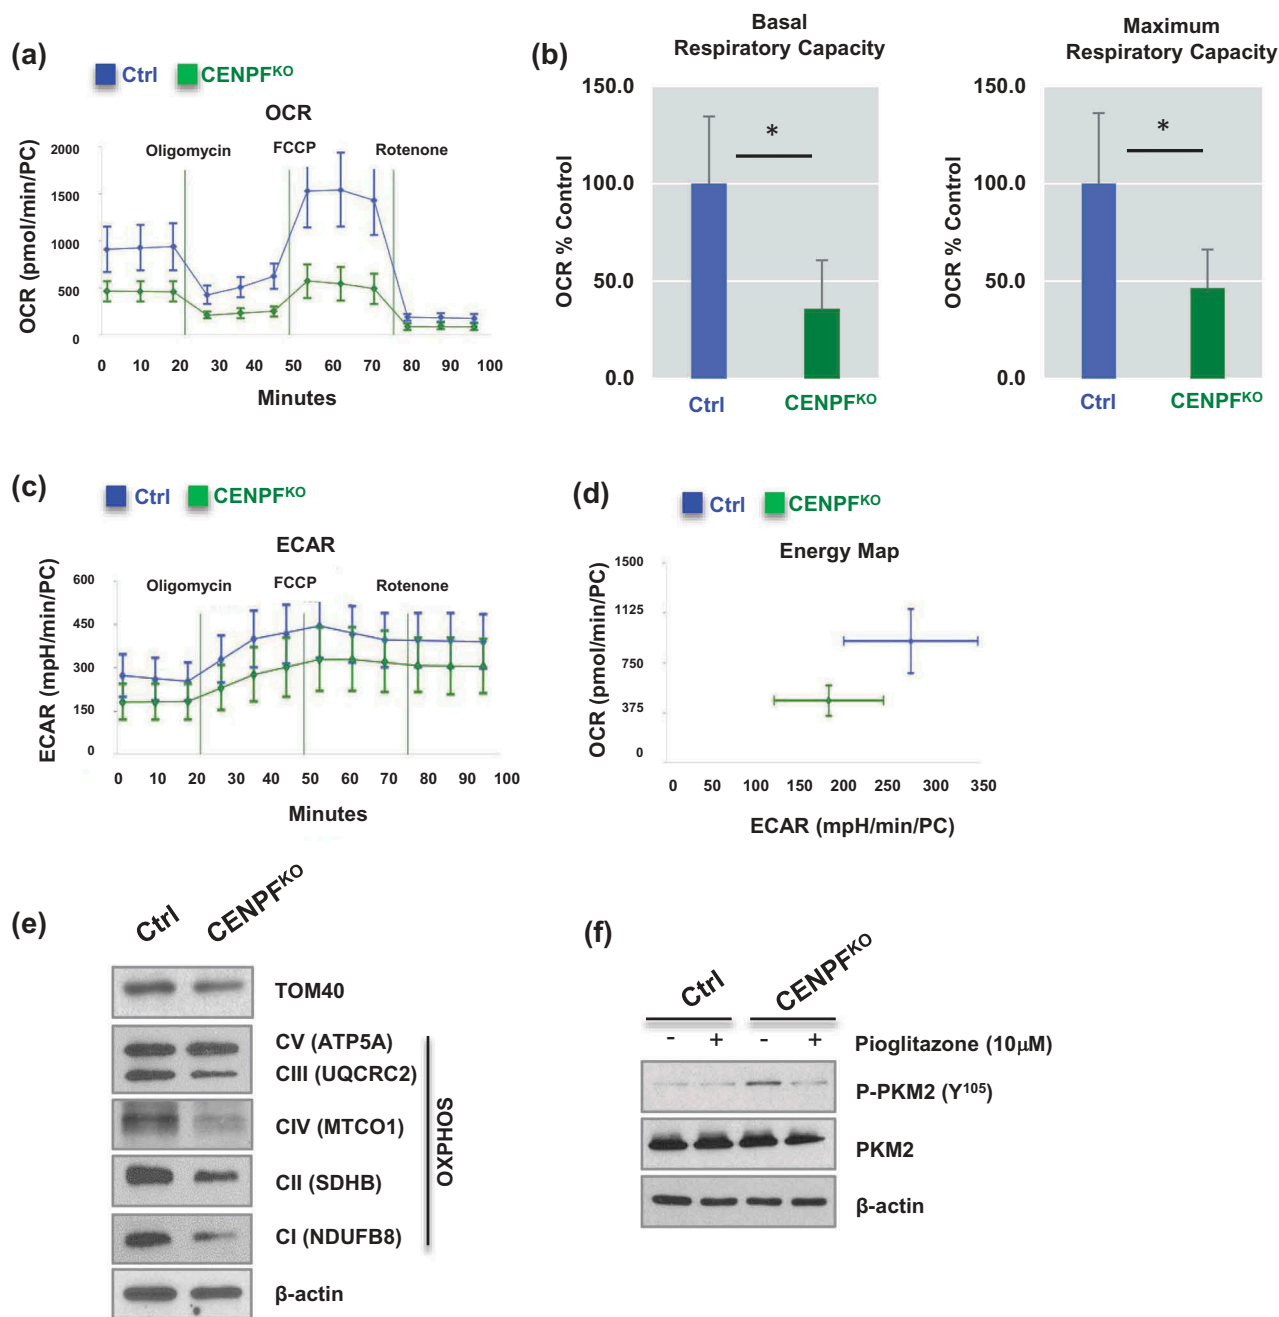 (a)
Ctrl CENPFKO
OCR
Oligomycin FCCP Rotenone
OCR (pmol/min/PC)
2000
1500
1000
500
0
0 10 20 30 40 50 60 70 80 90 100
Minutes
(b)
Basal
Respiratory Capacity
OCR % Control
150.0
100.0
50.0
0.0
*
Ctrl CENPFKO
Maximum
Respiratory Capacity
OCR % Control
150.0
100.0
50.0
0.0
*
Ctrl CENPFKO
(c)
Ctrl CENPFKO
ECAR
Oligomycin FCCP Rotenone
ECAR (mpH/min/PC)
600
450
300
150
0
0 10 20 30 40 50 60 70 80 90 100
Minutes
(d)
Ctrl CENPFKO
Energy Map
OCR (pmol/min/PC)
1500
1125
750
375
0
0 50 100 150 200 250 300 350
ECAR (mpH/min/PC)
(e)
Ctrl CENPFKO
TOM40
CV (ATP5A)
CIII (UQCRC2)
CIV (MTCO1)
CII (SDHB)
CI (NDUFB8)
OXPHOS
β-actin
(f)
Ctrl CENPFKO
- + - + Pioglitazone (10μM)
P-PKM2 (Y105)
PKM2
β-actin